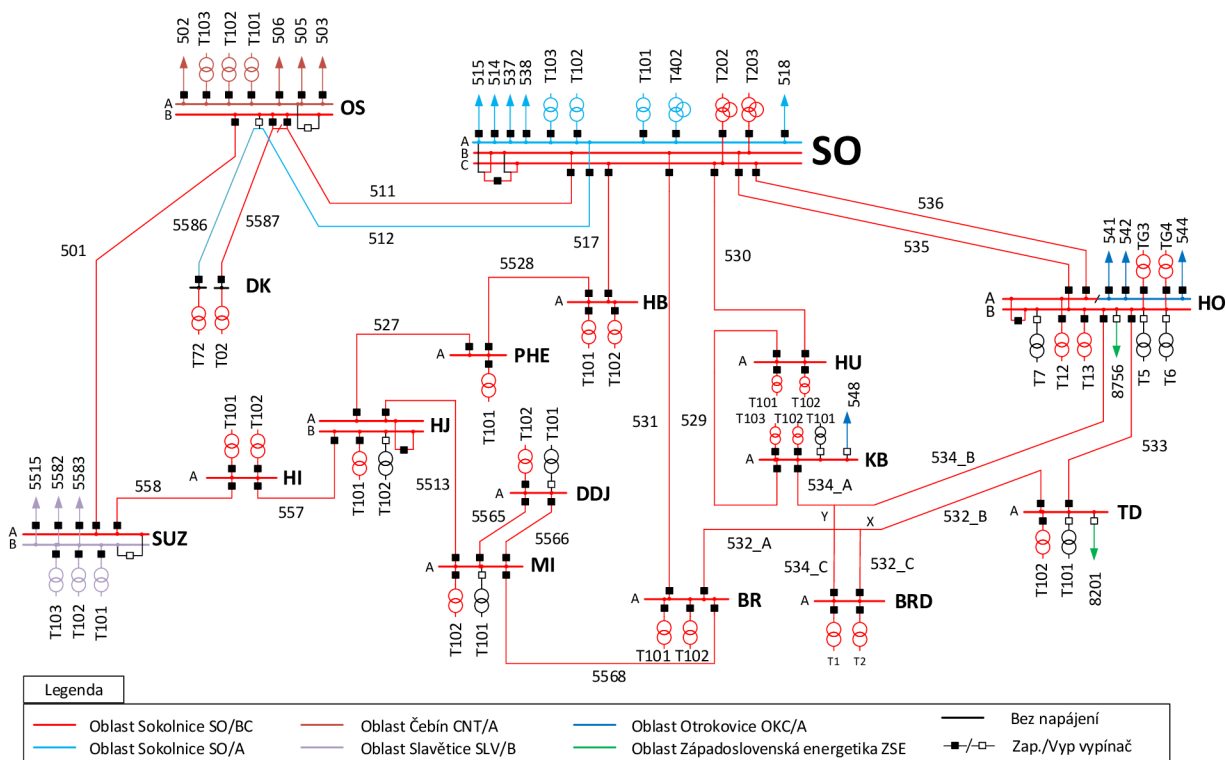 502
T103
T102
T101
506
505
503
A
B
OS
515
514
537
538
T103
T102
T101
T402
T202
T203
518
A
B
C
SO
511
512
517
5586
5587
501
DK
T72
T02
530
536
535
541
542
TG3
TG4
544
A
B
HO
T7
T12
T13
8756
T5
T6
5528
A
HB
T101
T102
527
A
PHE
T101
A
HU
T101
T102
T103
T102
T101
548
A
KB
529
531
534_A
534_B
533
T101
T102
A
HI
A
B
HJ
T101
T102
5513
T102
T101
A
DDJ
5565
5566
5515
5582
5583
558
557
A
B
SUZ
T103
T102
T101
A
MI
T102
T101
5568
532_A
A
BR
T101
T102
Y
X
534_C
532_C
532_B
A
BRD
T1
T2
A
TD
T102
T101
8201
Legenda
Oblast Sokolnice SO/BC
Oblast Čebín CNT/A
Oblast Otrokovice OKC/A
Bez napájení
Oblast Sokolnice SO/A
Oblast Slavětice SLV/B
Oblast Západoslovenská energetika ZSE
Zap./Vyp vypínač